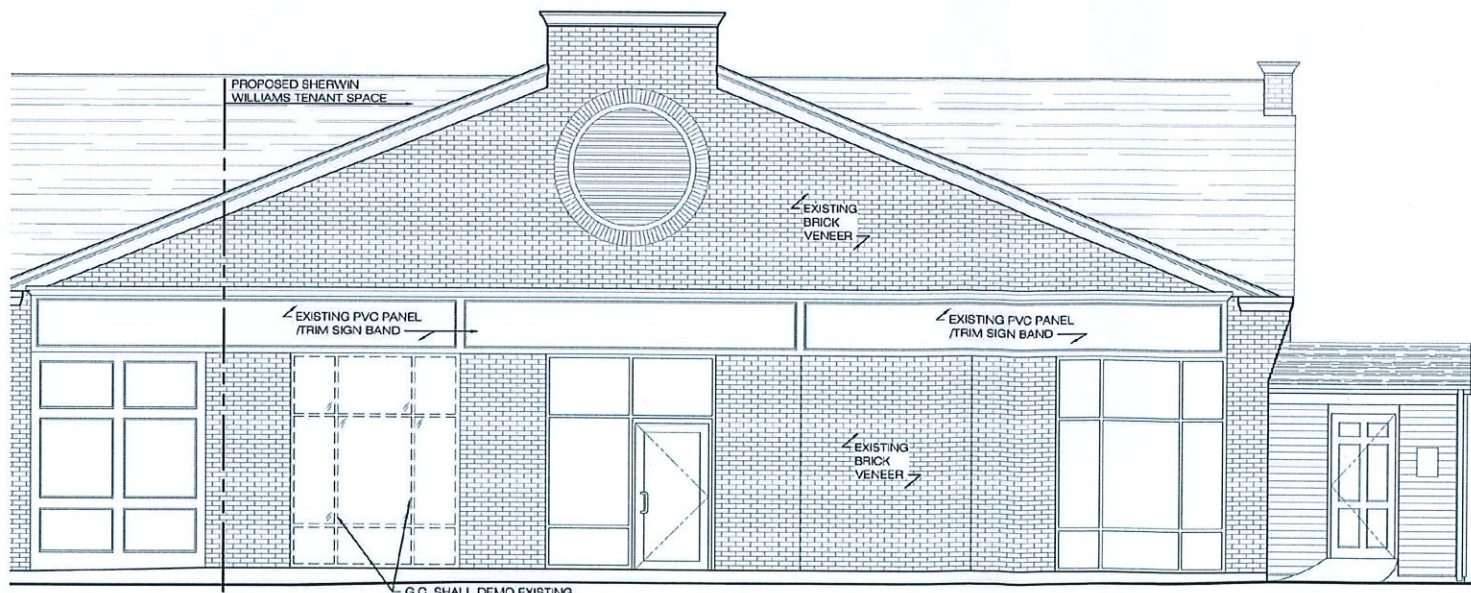 PROPOSED SHERWIN
WILLIAMS TENANT SPACE
EXISTING
BRICK
VENEER
EXISTING PVC PANEL
/TRIM SIGN BAND
EXISTING PVC PANEL
/TRIM SIGN BAND
EXISTING
BRICK
VENEER
G.C. SHALL DEMO EXISTING